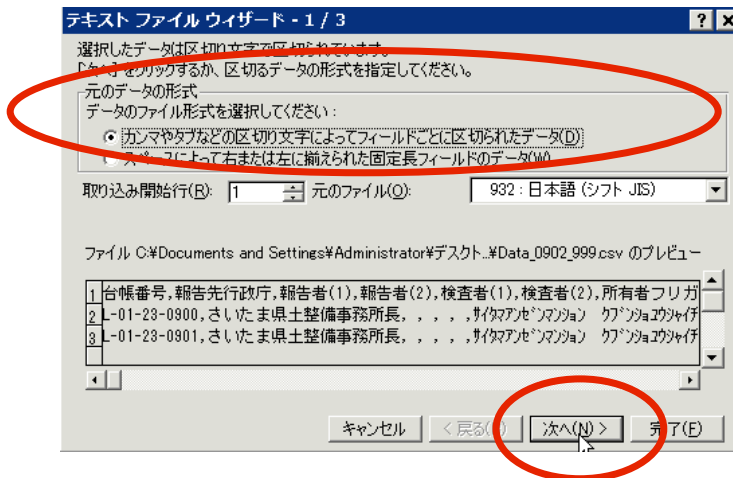 テキスト ファイル ウィザード - 1 / 3
選択したデータは区切り文字で区切られています。
[次へ] をクリックするか、区切るデータの形式を指定してください。
元のデータの形式
データのファイル形式を選択してください：
カンマやタブなどの区切り文字によってフィールドごとに区切られたデータ(D)
スペースによって右または左に揃えられた固定長フィールドのデータ(W)
取り込み開始行(R): 1 元のファイル(O): 932 : 日本語 (シフト JIS)
ファイル C:¥Documents and Settings¥Administrator¥デスクト...¥Data_0902_999.csv のプレビュー
1 台帳番号,報告先行政庁,報告者(1),報告者(2),検査者(1),検査者(2),所有者フリガ
2 L-01-23-0900,さいたま県土整備事務所長, , , , ,ｻｲﾀﾏｱﾝｾﾞﾝﾏﾝｼｮﾝ ｸﾌﾞﾝｼｮﾕｳｼｬｲﾁ
3 L-01-23-0901,さいたま県土整備事務所長, , , , ,ｻｲﾀﾏｱﾝｾﾞﾝﾏﾝｼｮﾝ ｸﾌﾞﾝｼｮﾕｳｼｬｲﾁ
キャンセル < 戻る( 次へ(N) > 完了(F)